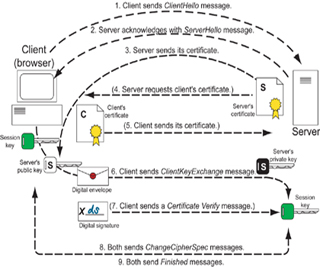 1. Client sends ClientHello message.
2. Server acknowledges with ServerHello message.
3. Server sends its certificate.
Client
(browser)
(4. Server requests client's certificate.)
S
Server's
certificate
Server
C
Client's
certificate
(5. Client sends its certificate.)
Session
key
S
Server's
public key
S
Server's
private key
6. Client sends ClientKeyExchange message.
Digital envelope
(7. Client sends a Certificate Verify message.)
Digital signature
Session
key
8. Both send ChangeCipherSpec messages.
9. Both send Finished messages.